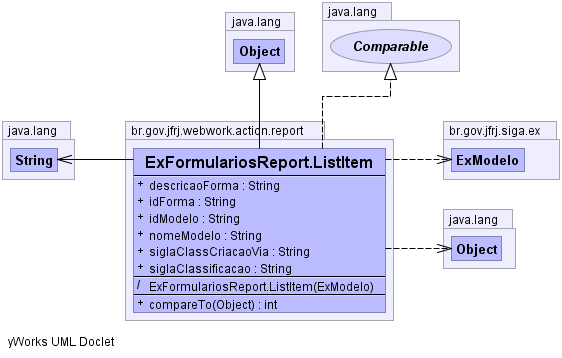 java.lang
Object
java.lang
Comparable
java.lang
String
br.gov.jfrj.webwork.action.report
ExFormulariosReport.ListItem
+ descricaoForma : String
+ idForma : String
+ idModelo : String
+ nomeModelo : String
+ siglaClassCriacaoVia : String
+ siglaClassificacao : String
/ ExFormulariosReport.ListItem(ExModelo)
+ compareTo(Object) : int
br.gov.jfrj.siga.ex
ExModelo
java.lang
Object
yWorks UML Doclet